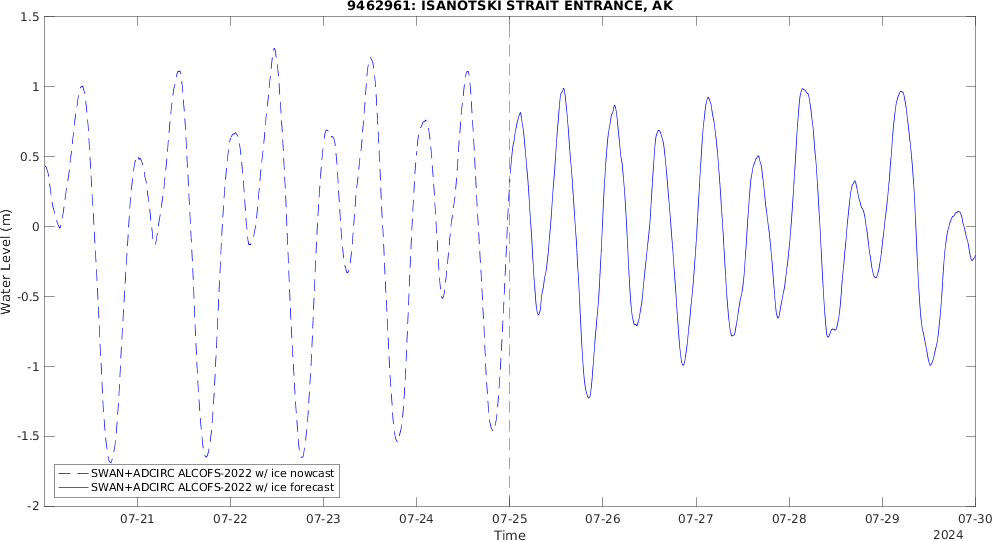 9462961: ISANOTSKI STRAIT ENTRANCE, AK
1.5
1
0.5
0
-0.5
-1
-1.5
-2
Water Level (m)
SWAN+ADCIRC ALCOFS-2022 w/ ice nowcast
SWAN+ADCIRC ALCOFS-2022 w/ ice forecast
07-21 07-22 07-23 07-24 07-25 07-26 07-27 07-28 07-29 07-30
Time
2024